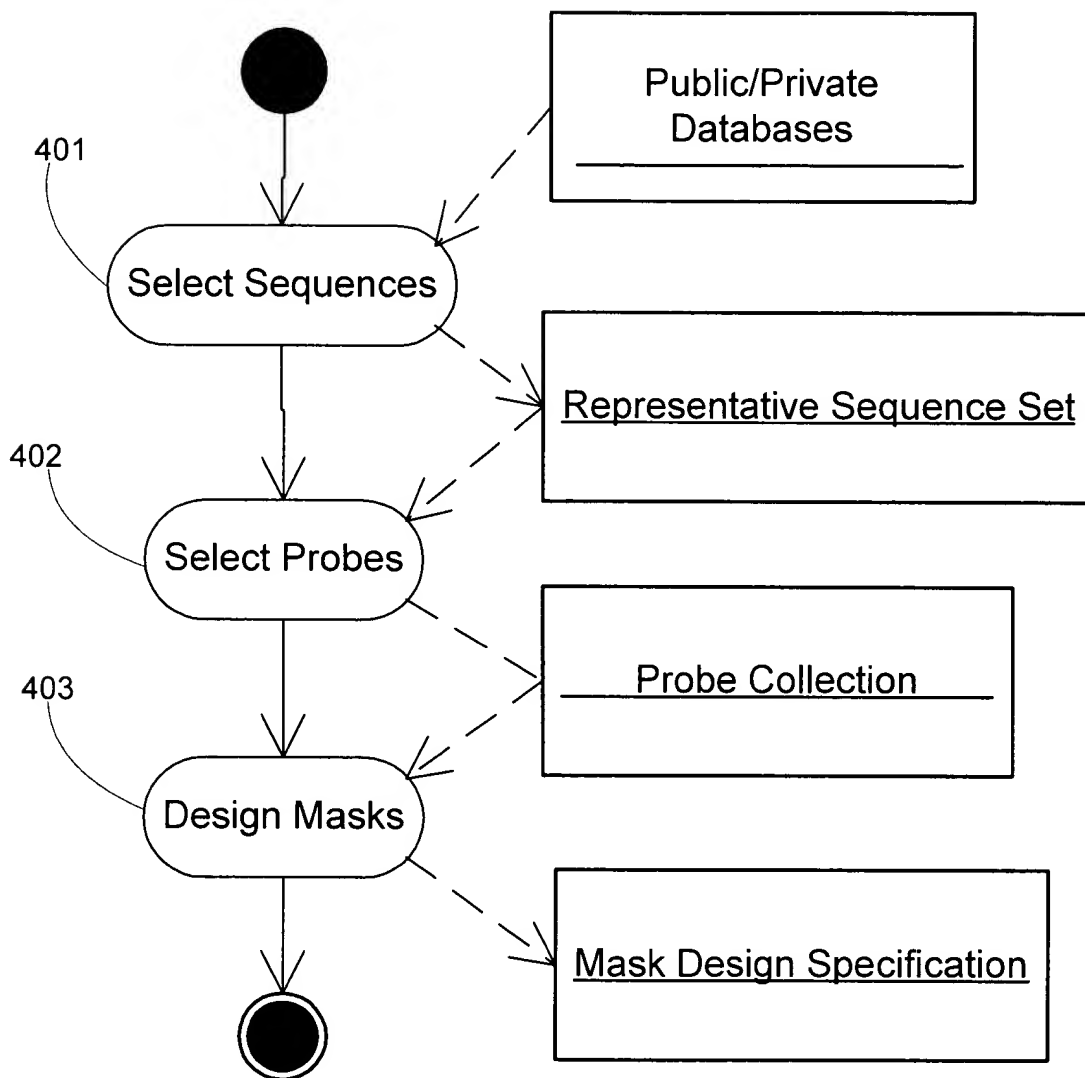 Public/Private
Databases
401
Select Sequences
Representative Sequence Set
402
Select Probes
Probe Collection
403
Design Masks
Mask Design Specification